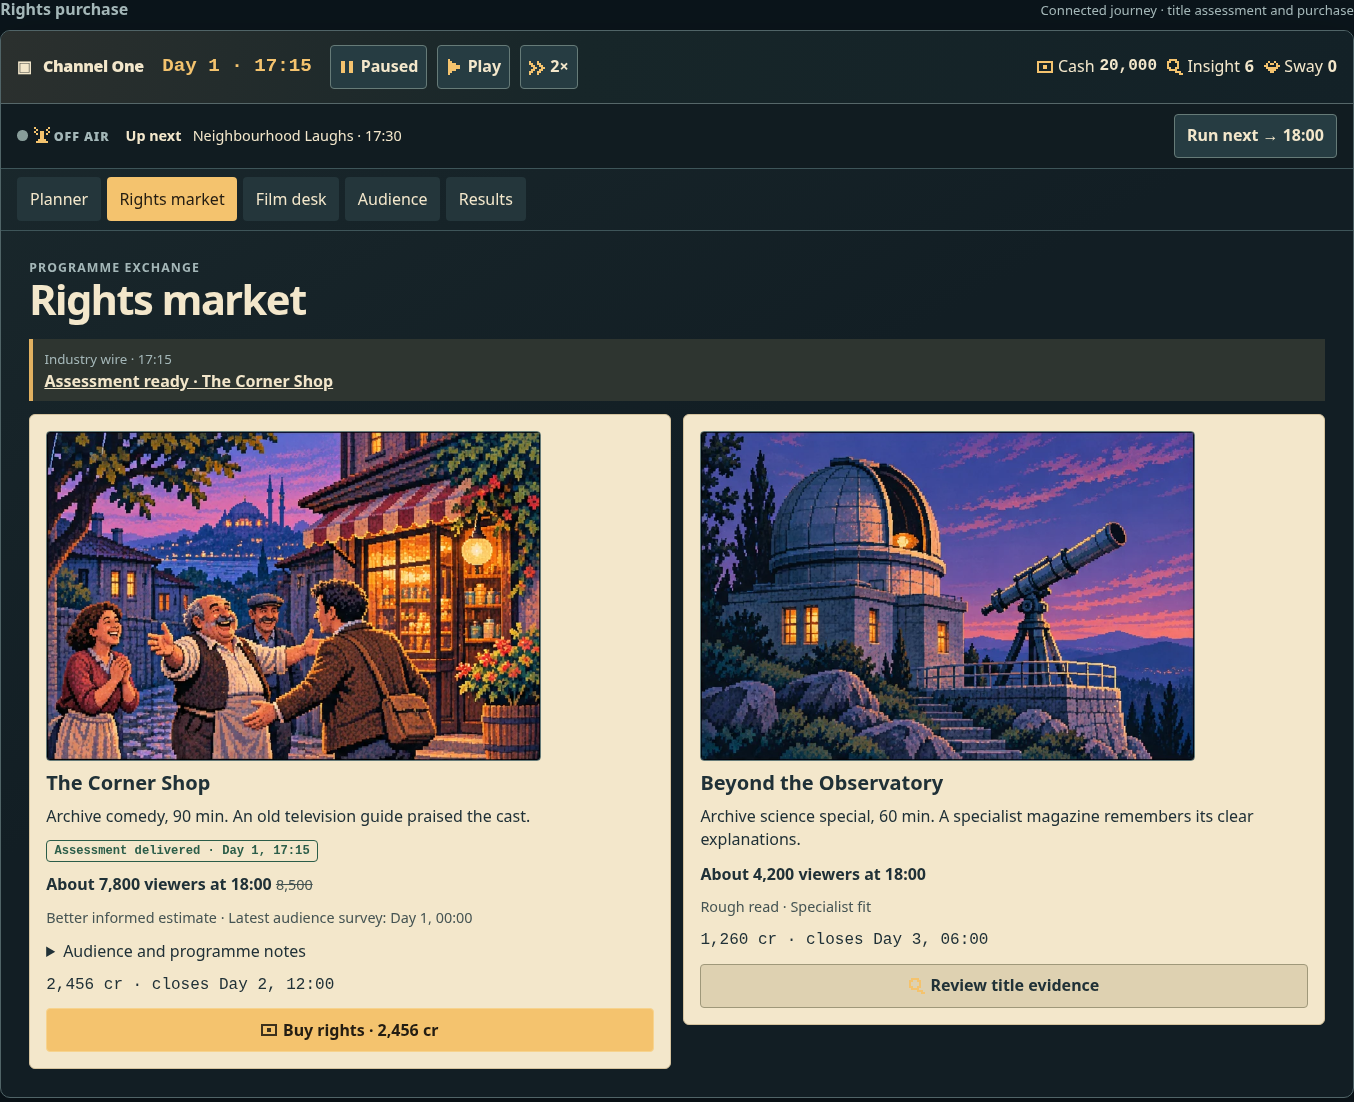 Rights purchase
Connected journey · title assessment and purchase
Channel One
Day 1 · 17:15
Paused
Play
2×
Cash 20,000
Insight 6
Sway 0
OFF AIR
Up next Neighbourhood Laughs · 17:30
Run next → 18:00
Planner
Rights market
Film desk
Audience
Results
PROGRAMME EXCHANGE
Rights market
Industry wire · 17:15
Assessment ready · The Corner Shop
The Corner Shop
Archive comedy, 90 min. An old television guide praised the cast.
Assessment delivered · Day 1, 17:15
About 7,800 viewers at 18:00 8,500
Better informed estimate · Latest audience survey: Day 1, 00:00
Audience and programme notes
2,456 cr · closes Day 2, 12:00
Buy rights · 2,456 cr
Beyond the Observatory
Archive science special, 60 min. A specialist magazine remembers its clear
explanations.
About 4,200 viewers at 18:00
Rough read · Specialist fit
1,260 cr · closes Day 3, 06:00
Review title evidence